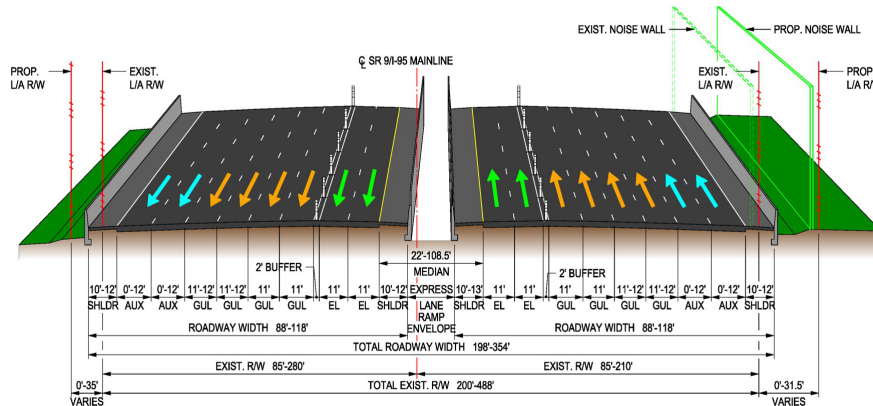 EXIST. NOISE WALL
PROP. NOISE WALL
℄ SR 9/I-95 MAINLINE
PROP.
L/A R/W
EXIST.
L/A R/W
EXIST.
L/A R/W
PROP
L/A R/
22'-108.5'
MEDIAN
2' BUFFER
2' BUFFER
10'-12' 0'-12' 0'-12' 11'-12' 11'-12' 11' 11' 11' 11' 10'-12' EXPRESS 10'-13' 11' 11' 11' 11' 11'-12' 11'-12' 0'-12' 0'-12' 10'-12'
SHLDR AUX AUX GUL GUL GUL GUL EL EL SHLDR LANE SHLDR EL EL GUL GUL GUL GUL AUX AUX SHLDR
RAMP
ENVELOPE
ROADWAY WIDTH 88'-118'
ROADWAY WIDTH 88'-118'
TOTAL ROADWAY WIDTH 198'-354'
EXIST. R/W 85'-280'
EXIST. R/W 85'-210'
0'-35'
VARIES
TOTAL EXIST. R/W 200'-488'
0'-31.5'
VARIES